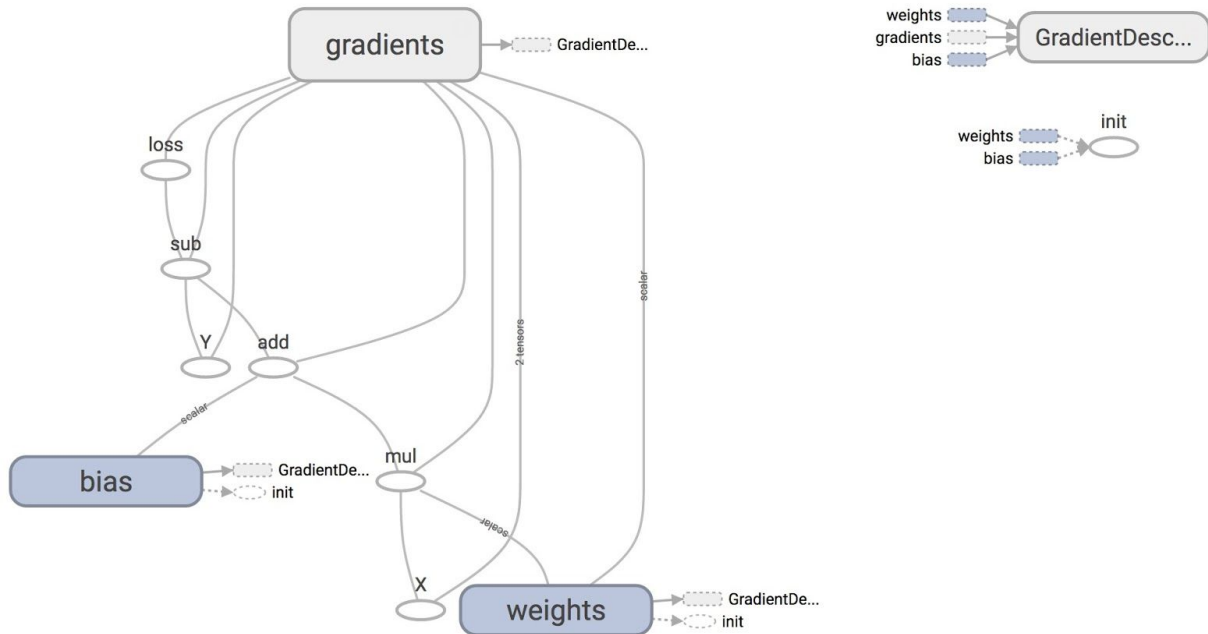 gradients
GradientDe...
loss
sub
Y
add
scalar
2 tensors
scalar
bias
GradientDe...
init
mul
scalar
X
weights
GradientDe...
init
weights
gradients
bias
GradientDesc...
weights
bias
init